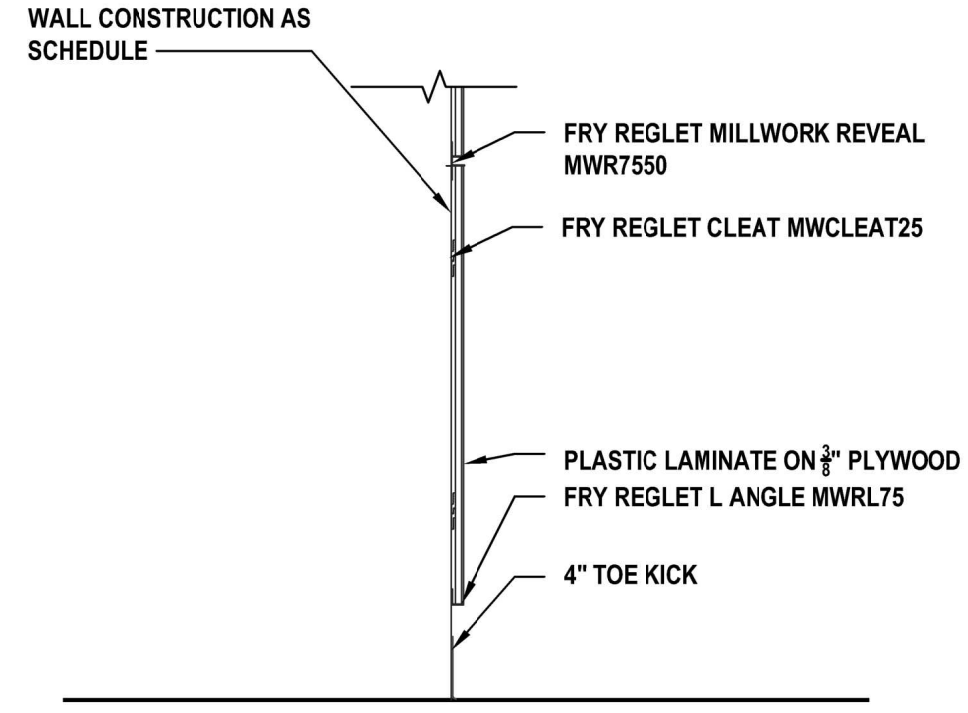 WALL CONSTRUCTION AS
SCHEDULE
FRY REGLET MILLWORK REVEAL
MWR7550
FRY REGLET CLEAT MWCLEAT25
PLASTIC LAMINATE ON 3/8" PLYWOOD
FRY REGLET L ANGLE MWRL75
4" TOE KICK